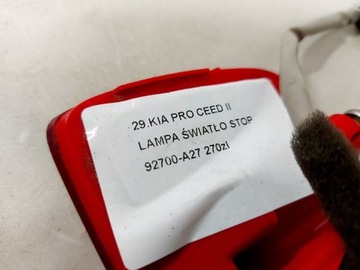 29.KIA PRO CEED II
LAMPA ŚWIATŁO STOP
92700-A27 270zł